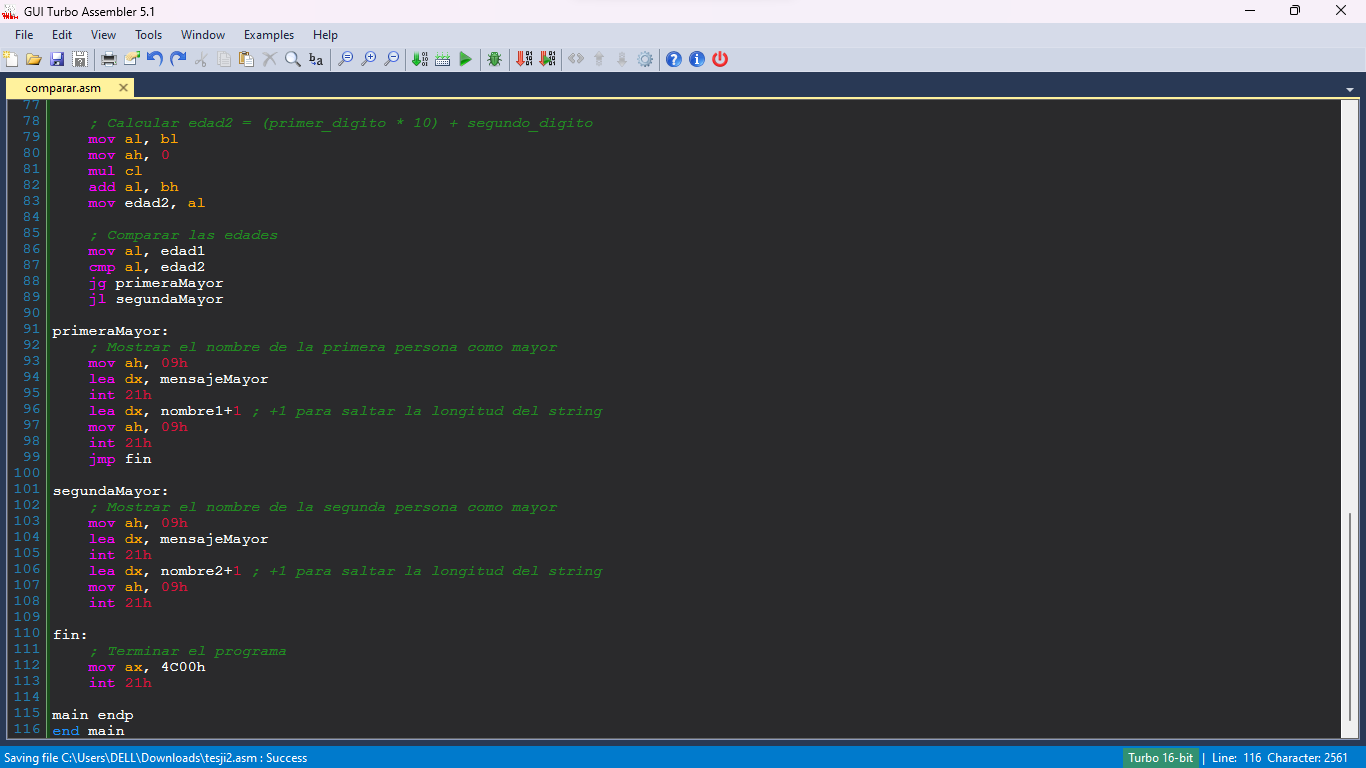 GUI Turbo Assembler 5.1
File Edit View Tools Window Examples Help
comparar.asm
77
78 ; Calcular edad2 = (primer_digito * 10) + segundo_digito
79 mov al, bl
80 mov ah, 0
81 mul cl
82 add al, bh
83 mov edad2, al
84
85 ; Comparar las edades
86 mov al, edad1
87 cmp al, edad2
88 jg primeraMayor
89 jl segundaMayor
90
91 primeraMayor:
92 ; Mostrar el nombre de la primera persona como mayor
93 mov ah, 09h
94 lea dx, mensajeMayor
95 int 21h
96 lea dx, nombre1+1 ; +1 para saltar la longitud del string
97 mov ah, 09h
98 int 21h
99 jmp fin
100
101 segundaMayor:
102 ; Mostrar el nombre de la segunda persona como mayor
103 mov ah, 09h
104 lea dx, mensajeMayor
105 int 21h
106 lea dx, nombre2+1 ; +1 para saltar la longitud del string
107 mov ah, 09h
108 int 21h
109
110 fin:
111 ; Terminar el programa
112 mov ax, 4C00h
113 int 21h
114
115 main endp
116 end main
Saving file C:\Users\DELL\Downloads\tesji2.asm : Success
Turbo 16-bit | Line: 116 Character: 2561